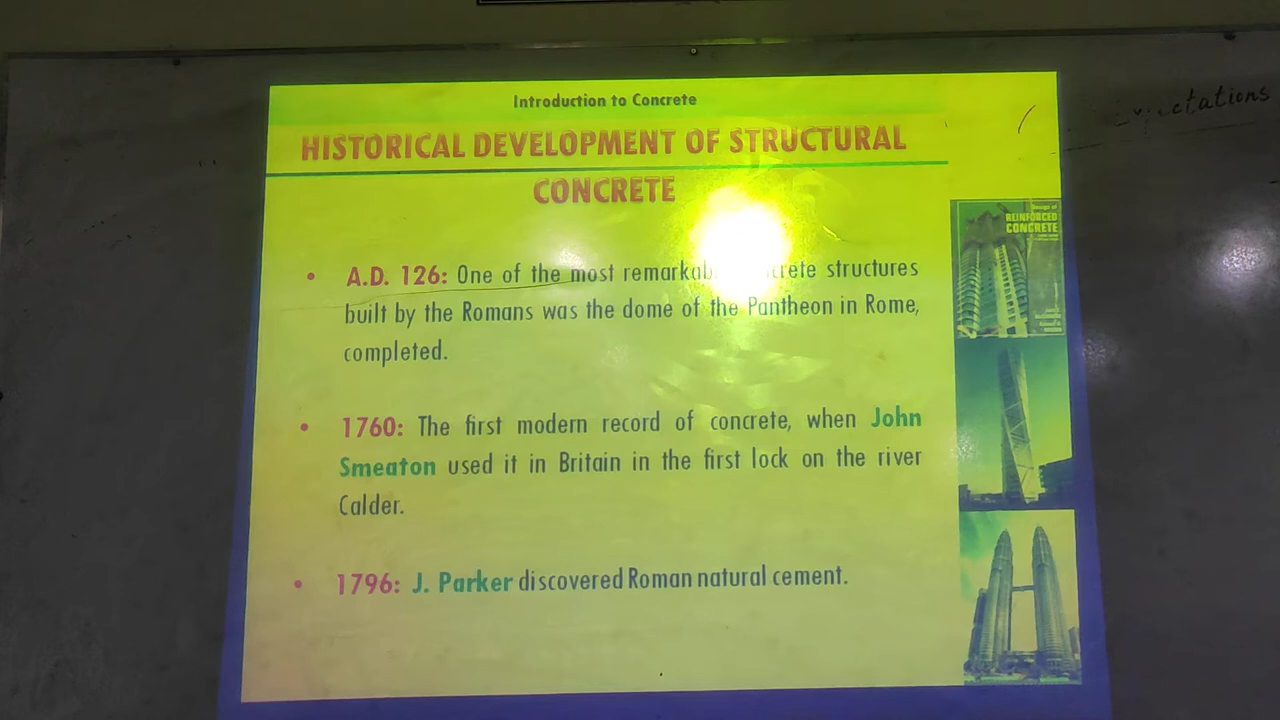 Introduction to Concrete
HISTORICAL DEVELOPMENT OF STRUCTURAL
CONCRETE
• A.D. 126: One of the most structures
built by the Romans was the dome of the Pantheon in Rome,
completed.
• 1760: The first modern record of concrete, when John
Smeaton used it in Britain in the first lock on the river
Calder.
• 1796: J. Parker discovered Roman natural cement.
REINFORCED
CONCRETE